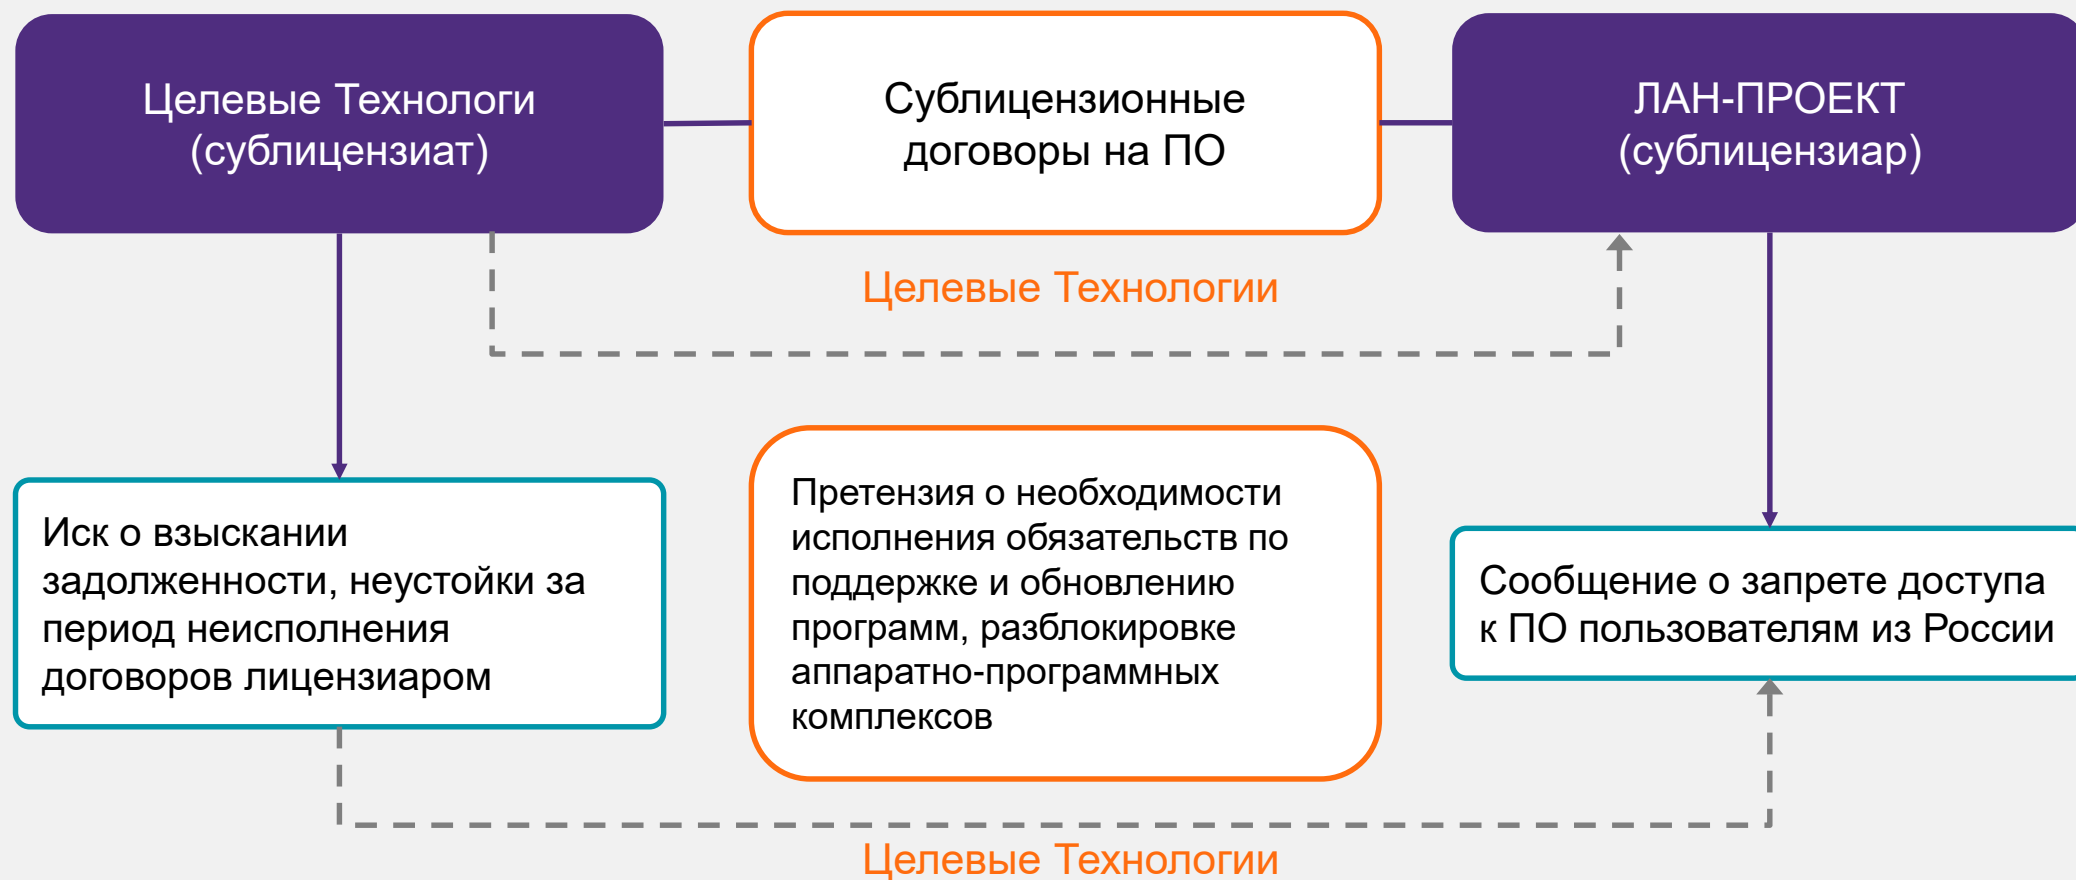 Целевые Технологи
(сублицензиат)
Сублицензионные
договоры на ПО
ЛАН-ПРОЕКТ
(сублицензиар)
Целевые Технологии
Иск о взыскании
задолженности, неустойки за
период неисполнения
договоров лицензиаром
Претензия о необходимости
исполнения обязательств по
поддержке и обновлению
программ, разблокировке
аппаратно-программных
комплексов
Сообщение о запрете доступа
к ПО пользователям из России
Целевые Технологии